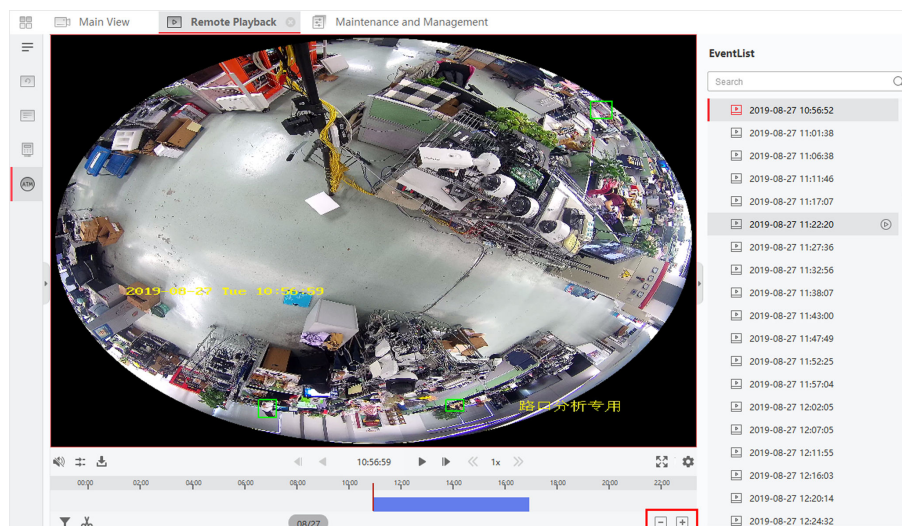 Main View
Remote Playback
Maintenance and Management
EventList
Search
2019-08-27 10:56:52
2019-08-27 11:01:38
2019-08-27 11:06:38
2019-08-27 11:11:46
2019-08-27 11:17:07
2019-08-27 11:22:20
2019-08-27 11:27:36
2019-08-27 11:32:56
2019-08-27 11:38:07
2019-08-27 11:43:00
2019-08-27 11:47:49
2019-08-27 11:52:25
2019-08-27 11:57:04
2019-08-27 12:02:05
2019-08-27 12:07:05
2019-08-27 12:11:55
2019-08-27 12:16:03
2019-08-27 12:20:14
2019-08-27 12:24:32
ATM
2019-08-27 Tue 10:56:59
路口分析专用
10:56:59
1x
00:00 02:00 04:00 06:00 08:00 10:00 12:00 14:00 16:00 18:00 20:00 22:00
08/27